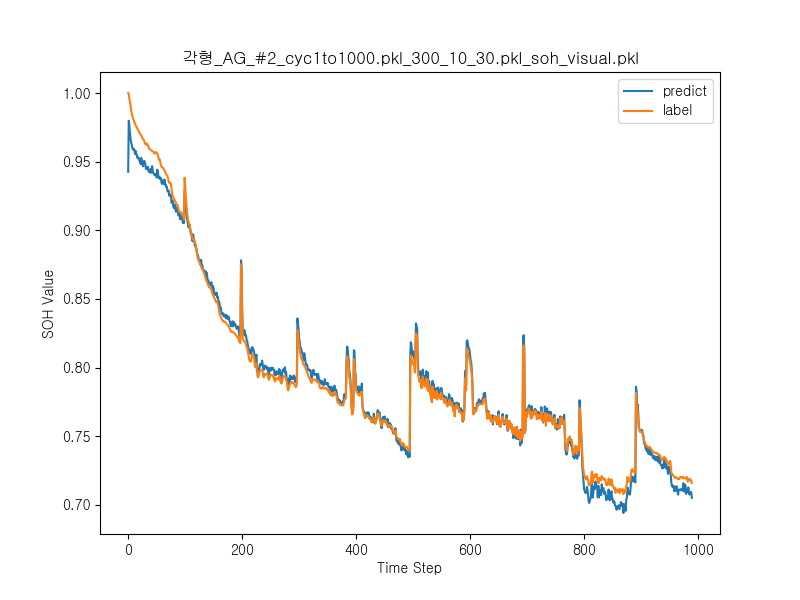 각형_AG_#2_cyc1to1000.pkl_300_10_30.pkl_soh_visual.pkl
predict
label
1.00
0.95
0.90
0.85
0.80
0.75
0.70
SOH Value
0
200
400
600
800
1000
Time Step